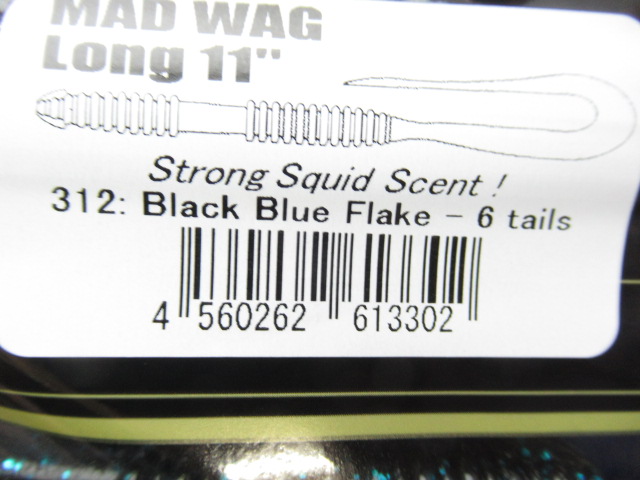 MAD WAG
Long 11"
Strong Squid Scent !
312: Black Blue Flake - 6 tails
4 560262 613302